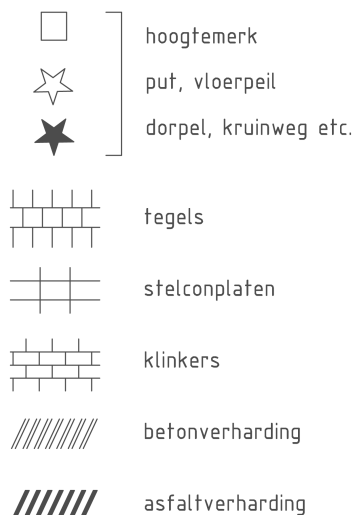 hoogtemerk
put, vloerpeil
dorpel, kruinweg etc.
tegels
stelconplaten
klinkers
betonverharding
asfaltverharding